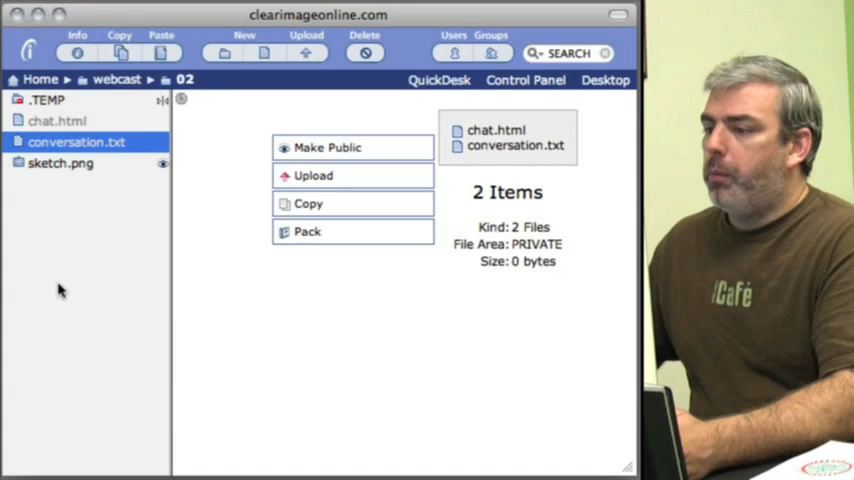 clearimageonline.com
Info Copy Paste New Upload Delete Users Groups
SEARCH
Home webcast 02 QuickDesk Control Panel Desktop
.TEMP
chat.html
conversation.txt
sketch.png
Make Public
Upload
Copy
Pack
chat.html
conversation.txt
2 Items
Kind: 2 Files
File Area: PRIVATE
Size: 0 bytes
Café